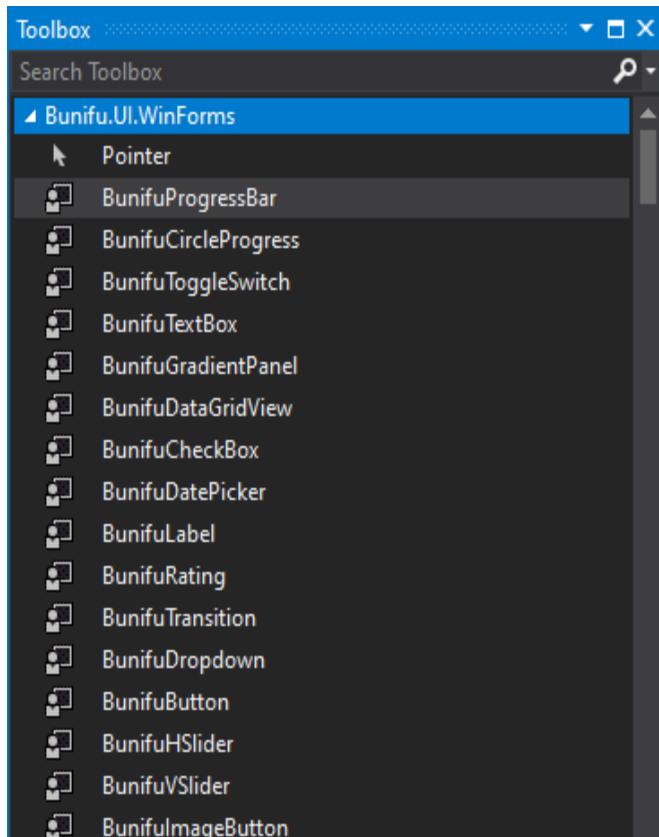 Toolbox
Search Toolbox
Bunifu.UI.WinForms
Pointer
BunifuProgressBar
BunifuCircleProgress
BunifuToggleSwitch
BunifuTextBox
BunifuGradientPanel
BunifuDataGridView
BunifuCheckBox
BunifuDatePicker
BunifuLabel
BunifuRating
BunifuTransition
BunifuDropdown
BunifuButton
BunifuHSlider
BunifuVSlider
BunifuImageButton